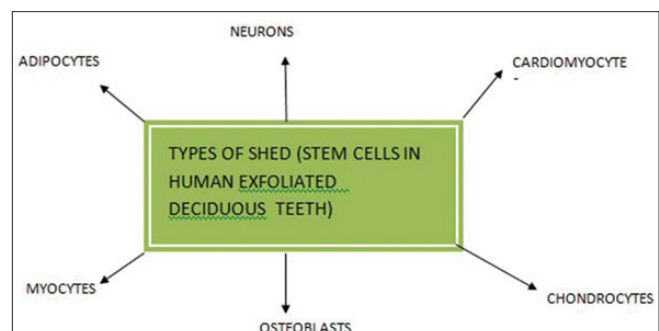 NEURONS
ADIPOCYTES
CARDIOMYOCYTE
-
TYPES OF SHED (STEM CELLS IN
HUMAN EXFOLIATED
DECIDUOUS TEETH)
MYOCYTES
CHONDROCYTES
OSTEOBLASTS